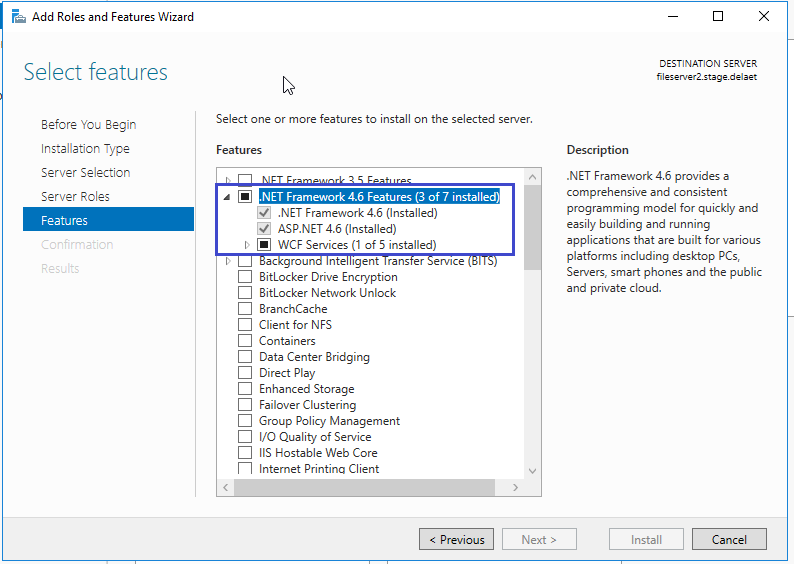 Add Roles and Features Wizard
Select features
DESTINATION SERVER
fileserver2.stage.delaet
Before You Begin
Installation Type
Server Selection
Server Roles
Features
Confirmation
Results
Select one or more features to install on the selected server.
Features
.NET Framework 3.5 Features
.NET Framework 4.6 Features (3 of 7 installed)
.NET Framework 4.6 (Installed)
ASP.NET 4.6 (Installed)
WCF Services (1 of 5 installed)
Background Intelligent Transfer Service (BITS)
BitLocker Drive Encryption
BitLocker Network Unlock
BranchCache
Client for NFS
Containers
Data Center Bridging
Direct Play
Enhanced Storage
Failover Clustering
Group Policy Management
I/O Quality of Service
IIS Hostable Web Core
Internet Printing Client
Description
.NET Framework 4.6 provides a
comprehensive and consistent
programming model for quickly and
easily building and running
applications that are built for various
platforms including desktop PCs,
Servers, smart phones and the public
and private cloud.
< Previous
Next >
Install
Cancel